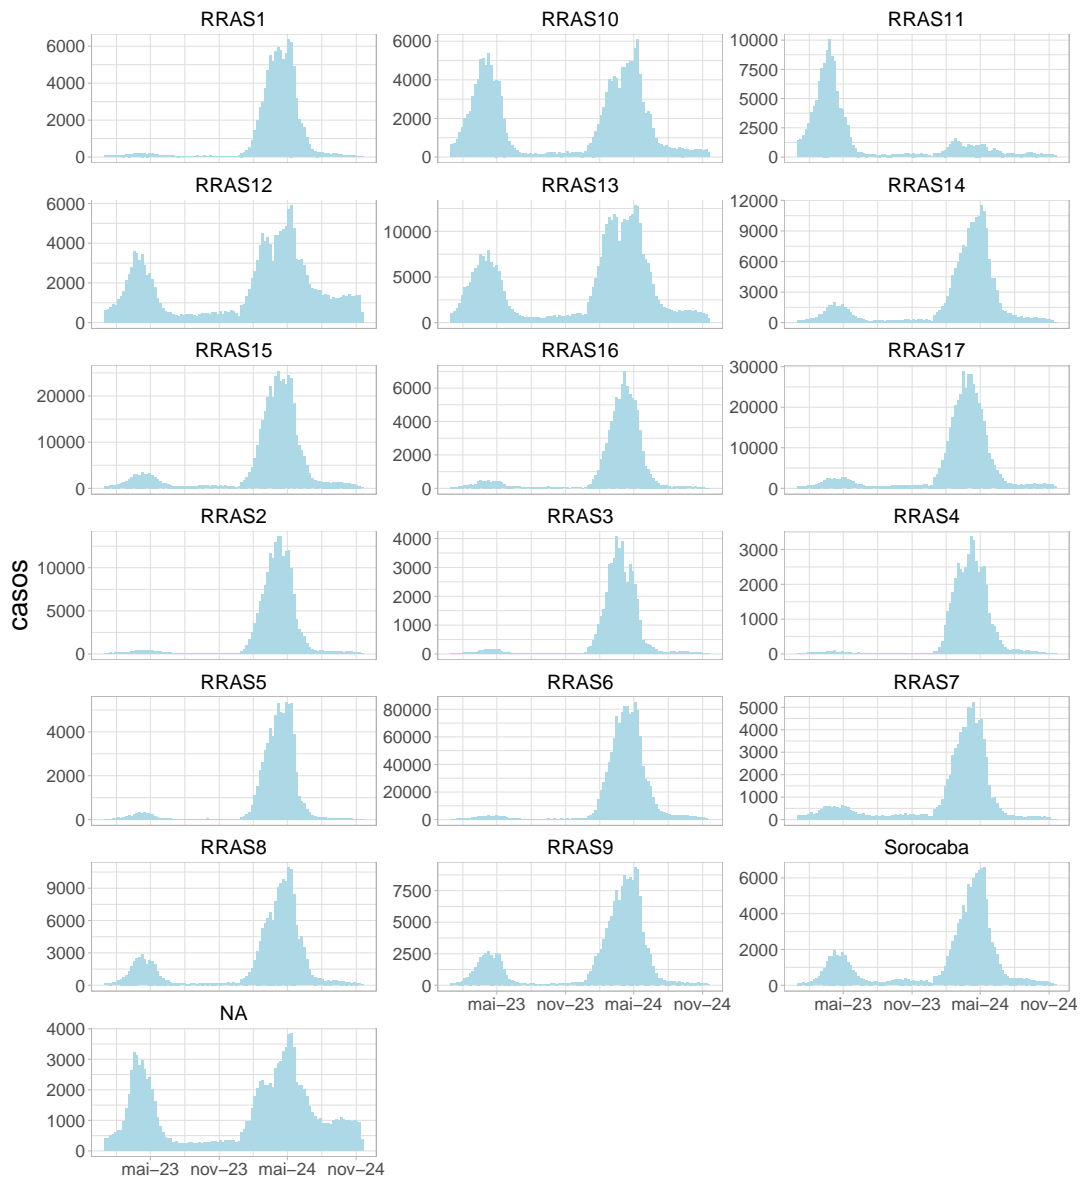 RRAS1 RRAS10 RRAS11
6000 6000 10000
4000 4000 7500
5000
2000 2000 2500
0 0 0
RRAS12 RRAS13 RRAS14
6000 12000
4000 10000 9000
6000
2000 5000 3000
0 0 0
RRAS15 RRAS16 RRAS17
20000 6000 30000
4000 20000
10000 2000 10000
0 0 0
RRAS2 RRAS3 RRAS4
10000 4000 3000
3000 2000
5000 2000 1000
1000
0 0 0
casos
RRAS5 RRAS6 RRAS7
4000 80000 5000
60000 4000
2000 40000 3000
20000 2000
1000
0 0 0
RRAS8 RRAS9 Sorocaba
9000 7500 6000
6000 5000 4000
3000 2500 2000
0 0 0
mai−23 nov−23 mai−24 nov−24 mai−23 nov−23 mai−24 nov−24
NA
4000
3000
2000
1000
0
mai−23 nov−23 mai−24 nov−24